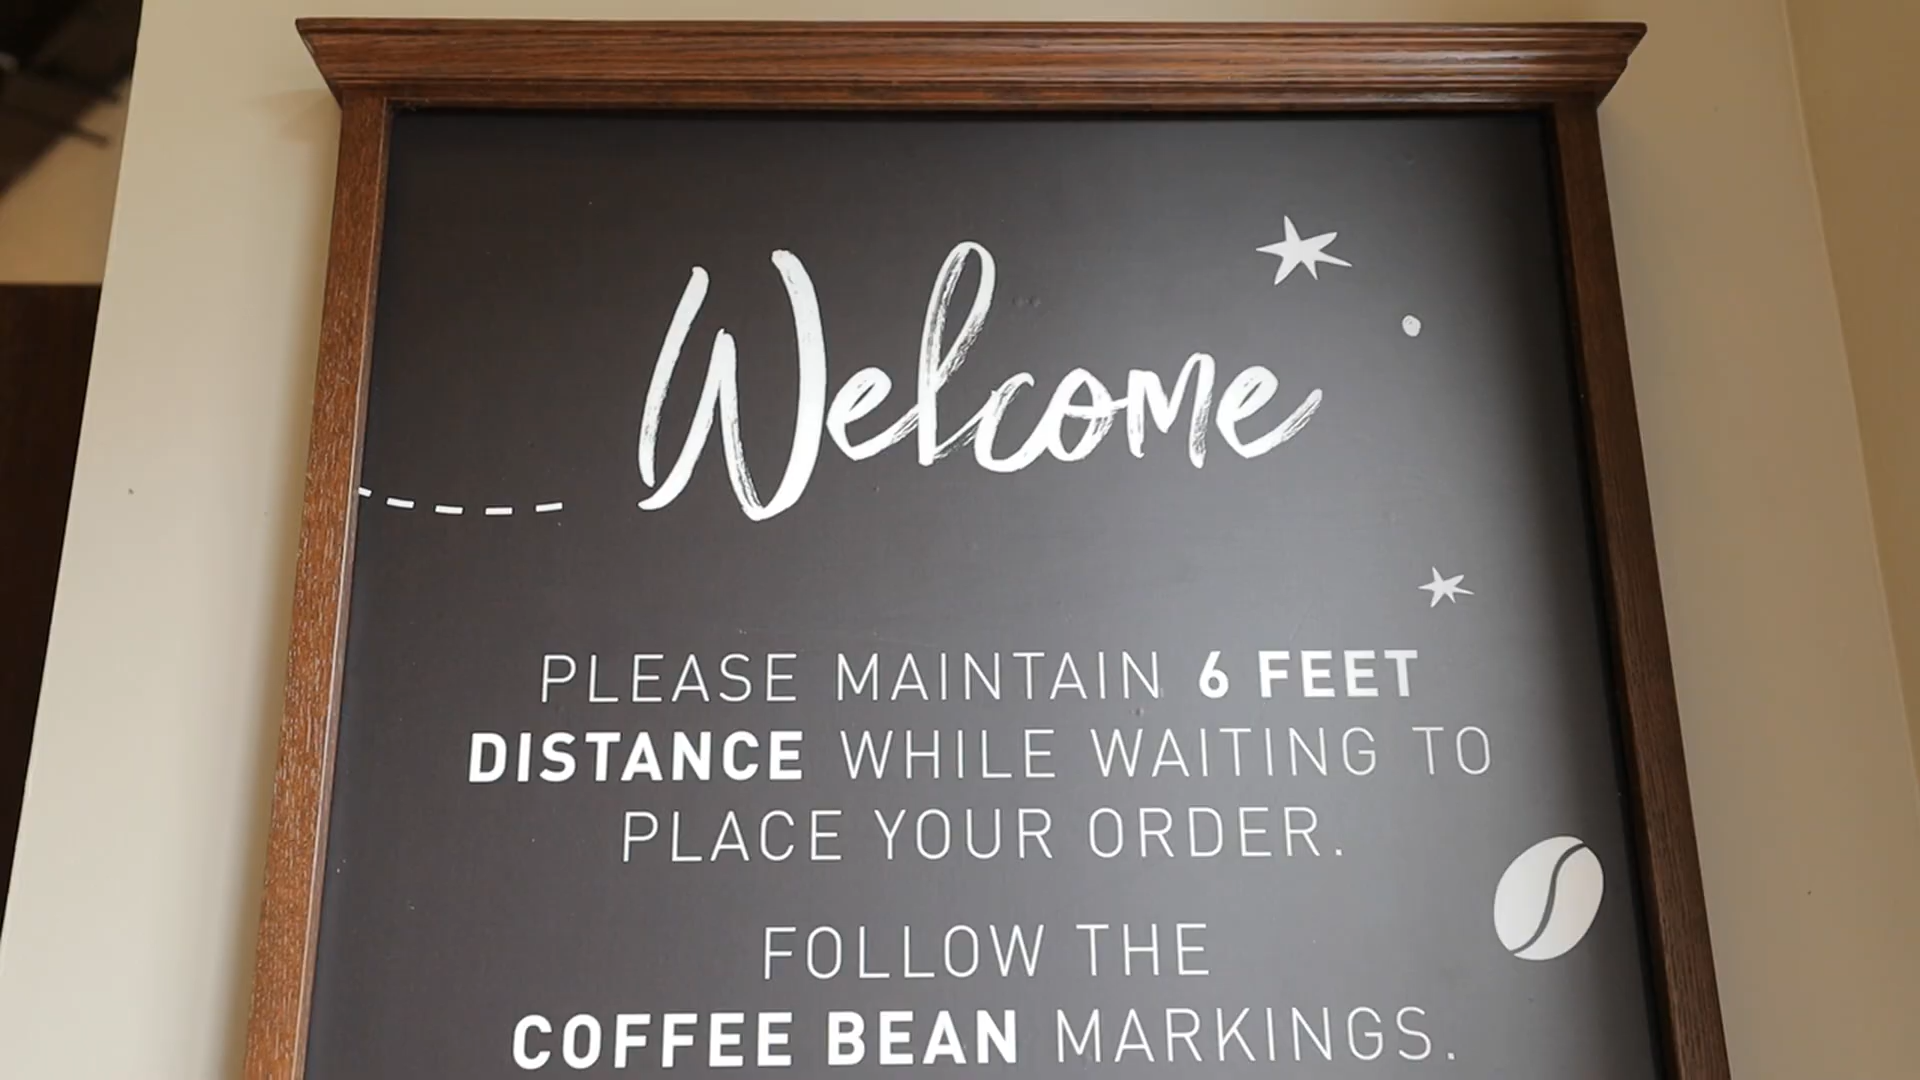 Welcome
PLEASE MAINTAIN 6 FEET
DISTANCE WHILE WAITING TO
PLACE YOUR ORDER.
FOLLOW THE
COFFEE BEAN MARKINGS.